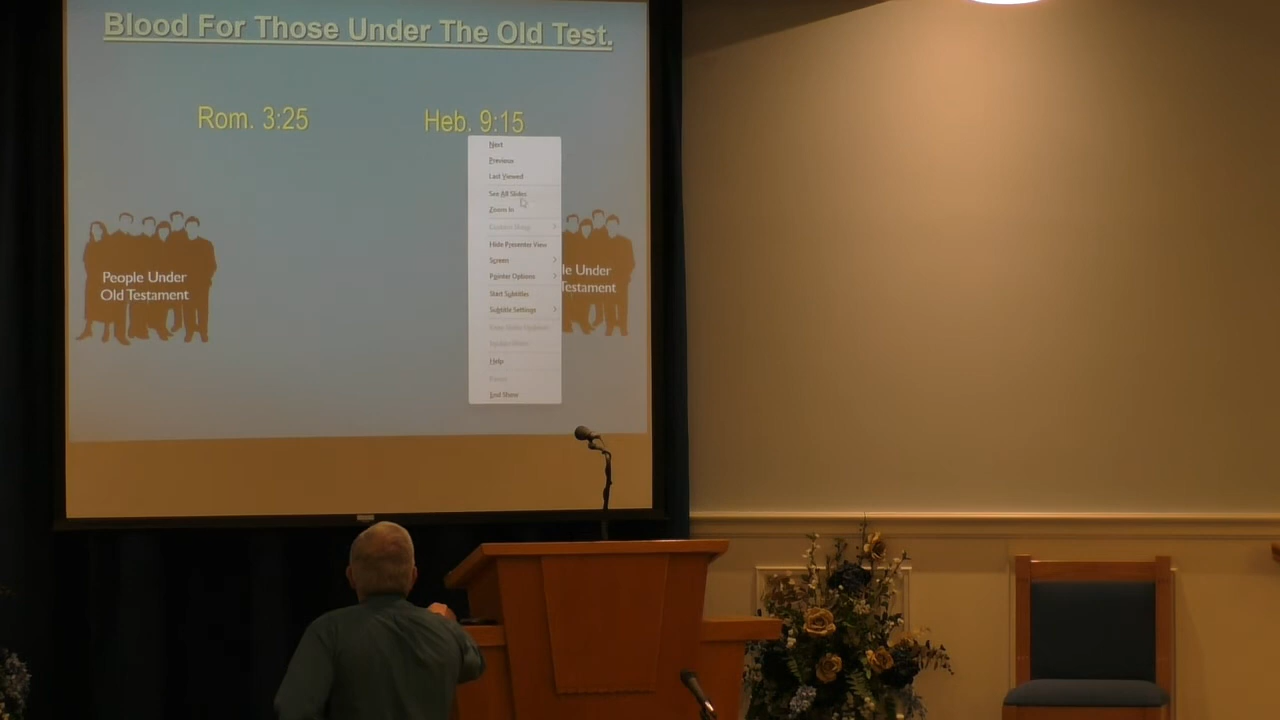 Blood For Those Under The Old Test.
Rom. 3:25
Heb. 9:15
Next
Previous
Last Viewed
See All Slides
Zoom In
Hide Presenter View
Screen
Pointer Options
Start Subtitles
Subtitle Settings
Help
End Show
People Under
Old Testament
le Under
Testament